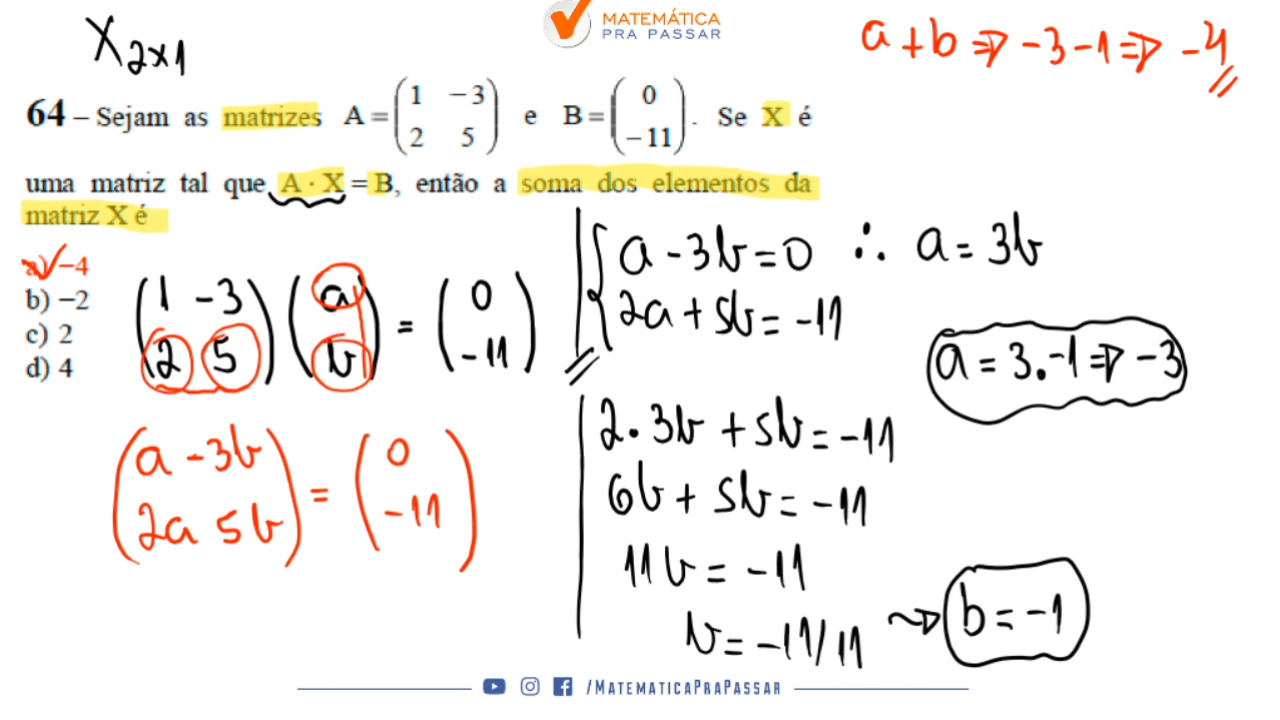 X2x1
MATEMÁTICA
PRA PASSAR
a + b => -3 -1 => -4
64 – Sejam as matrizes A = (1 −3
2 5) e B = (0
−11). Se X é
uma matriz tal que A · X = B, então a soma dos elementos da
matriz X é
a) –4
b) –2
c) 2
d) 4
(1 -3
2 5) (a
b) = (0
-11)
(a -3b
2a 5b) = (0
-11)
{a - 3b = 0 ∴ a = 3b
2a + 5b = -11
a = 3. -1 => -3
2. 3b + 5b = -11
6b + 5b = -11
11b = -11
b = -11/11 → b = -1
/MATEMATICAPRAPASSAR